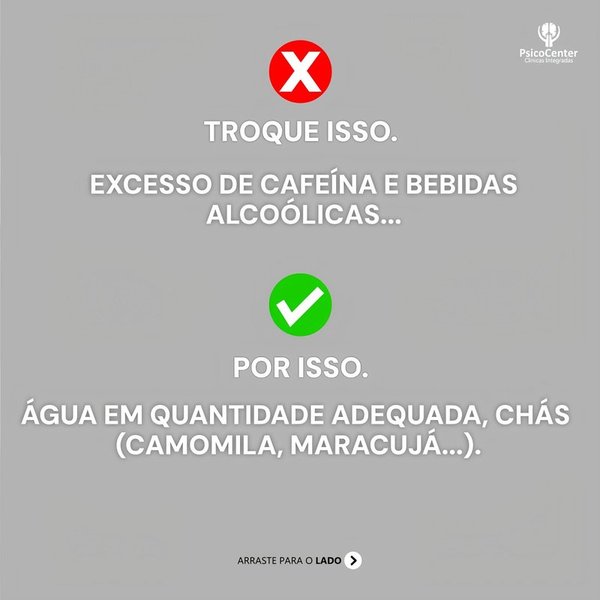 PsicoCenter
Clínicas Integradas
X
TROQUE ISSO.
EXCESSO DE CAFEÍNA E BEBIDAS
ALCOÓLICAS...
POR ISSO.
ÁGUA EM QUANTIDADE ADEQUADA, CHÁS
(CAMOMILA, MARACUJÁ...).
ARRASTE PARA O LADO